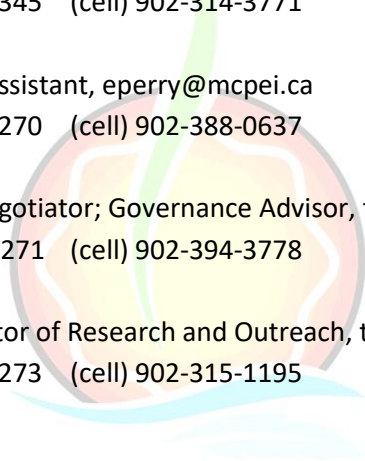 345 (cell) 902-314-3771
ssistant, eperry@mcpei.ca
270 (cell) 902-388-0637
gotiator; Governance Advisor, t
271 (cell) 902-394-3778
tor of Research and Outreach, t
273 (cell) 902-315-1195